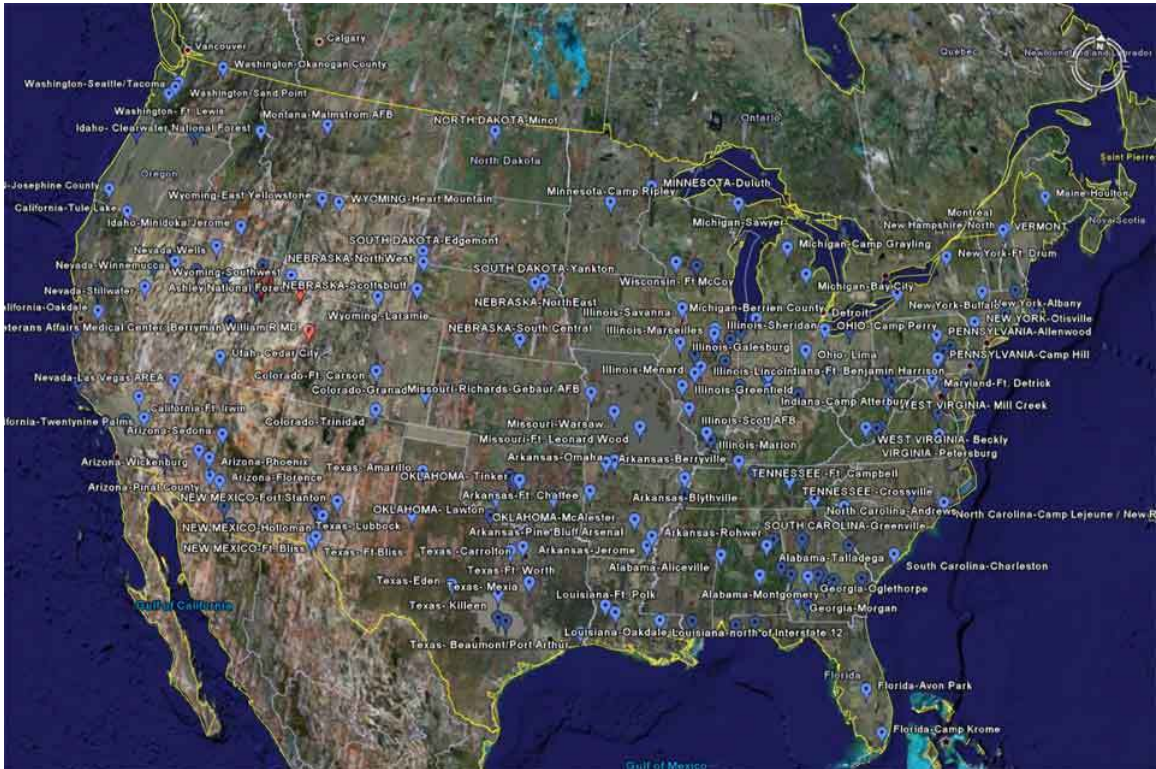 Calgary
Vancouver
Quebec
Newfoundland and Labrador
N
Washington-Okanogan County
Washington-Seattle/Tacoma
Washington-Sand Point
Washington- Ft. Lewis
Montana-Malmstrom AFB
NORTH DAKOTA-Minot
Ontario
Idaho- Clearwater National Forest
North Dakota
Saint Pierre
Oregon
MINNESOTA-Duluth
Minnesota-Camp Ripley
-Josephine County
Wyoming-East Yellowstone
WYOMING-Heart Mountain
Maine-Houlton
California-Tule Lake
Montreal
Michigan-Sawyer
Nova Scotia
Idaho-Minidoka/Jerome
New Hampshire/North
VERMONT
SOUTH DAKOTA-Edgemont
Michigan-Camp Grayling
Nevada-Wells
NEBRASKA-NorthWest
New York-Ft. Drum
Nevada-Winnemucca
Wyoming-Southwest
SOUTH DAKOTA-Yankton
Wisconsin- Ft McCoy
Nevada-Stillwater
Ashley National Forest
NEBRASKA-Scottsbluff
Michigan-Bay City
New York-Buffalo
New York-Albany
California-Oakdale
NEBRASKA-NorthEast
Michigan-Berrien County
Wyoming-Laramie
Illinois-Savanna
Detroit
NEW YORK-Otisville
Veterans Affairs Medical Center: Berryman William R MD
NEBRASKA-South Central
Illinois-Marseilles
Illinois-Sheridan
OHIO-Camp Perry
PENNSYLVANIA-Allenwood
Illinois-Galesburg
Utah- Cedar City
Ohio- Lima
PENNSYLVANIA-Camp Hill
Nevada-Las Vegas AREA
Colorado-Ft. Carson
Illinois-Menard
Illinois-Lincoln
Indiana-Ft. Benjamin Harrison
Maryland-Ft. Detrick
Colorado-Granada
Missouri-Richards-Gebaur AFB
Illinois-Greenfield
Indiana-Camp Atterbury
WEST VIRGINIA- Mill Creek
California-Ft. Irwin
California-Twentynine Palms
Colorado-Trinidad
Illinois-Scott AFB
Arizona-Sedona
Missouri-Warsaw
Missouri-Ft. Leonard Wood
Illinois-Marion
WEST VIRGINIA- Beckly
VIRGINIA -Petersburg
Arizona-Wickenburg
Arizona-Phoenix
Texas-Amarillo
Arkansas-Omaha
Arkansas-Berryville
Arizona-Florence
OKLAHOMA- Tinker
TENNESSEE -Ft. Campbell
Arizona-Pinal County
TENNESSEE -Crossville
NEW MEXICO-Fort Stanton
Arkansas-Ft. Chaffee
Arkansas-Blythville
North Carolina-Andrews
North Carolina-Camp Lejeune / New R
OKLAHOMA- Lawton
OKLAHOMA-McAlester
NEW MEXICO-Holloman
Texas-Lubbock
SOUTH CAROLINA-Greenville
Arkansas-Pine Bluff Arsenal
Arkansas-Rohwer
NEW MEXICO-Ft. Bliss
Texas-Ft Bliss
Texas -Carrolton
Arkansas-Jerome
Alabama-Talladega
Alabama-Aliceville
South Carolina-Charleston
Texas-Ft. Worth
Texas-Eden
Texas-Mexia
Louisiana-Ft. Polk
Alabama-Montgomery
Georgia-Oglethorpe
Gulf of California
Texas- Killeen
Georgia-Morgan
Texas- Beaumont/Port Arthur
Louisiana-Oakdale
Louisiana-north of Interstate 12
Florida
Florida-Avon Park
Florida-Camp Krome
Gulf of Mexico